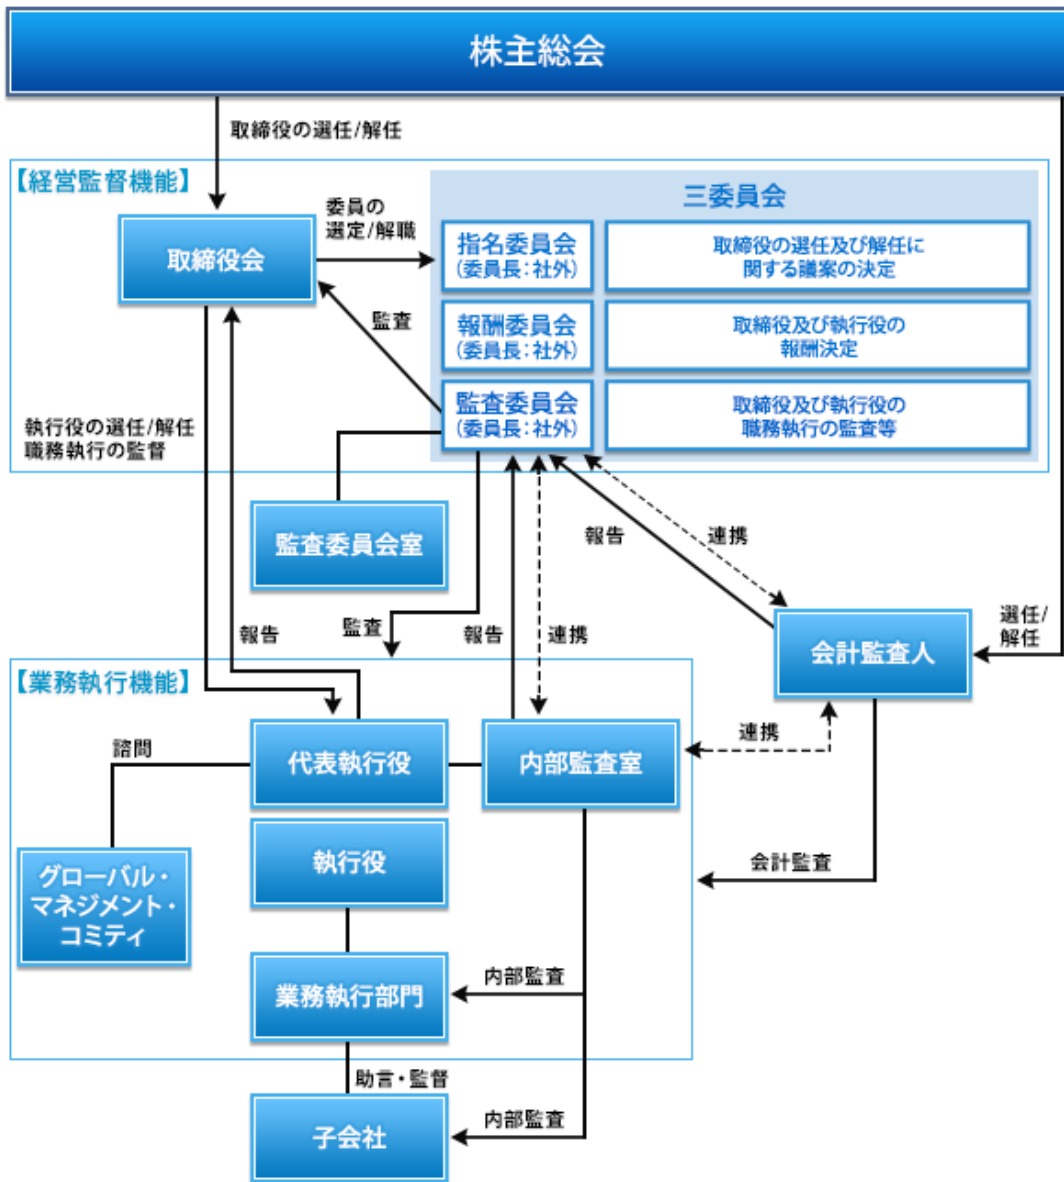 株主総会
取締役の選任/解任
【経営監督機能】
三委員会
委員の
選定/解職
取締役会
指名委員会
(委員長:社外)
取締役の選任及び解任に
関する議案の決定
監査
報酬委員会
(委員長:社外)
取締役及び執行役の
報酬決定
監査委員会
(委員長:社外)
取締役及び執行役の
職務執行の監査等
執行役の選任/解任
職務執行の監督
監査委員会室
報告
連携
報告
監査
報告
連携
選任/
解任
会計監査人
【業務執行機能】
諮問
代表執行役
内部監査室
連携
執行役
会計監査
グローバル・
マネジメント・
コミティ
業務執行部門
内部監査
助言・監督
子会社
内部監査